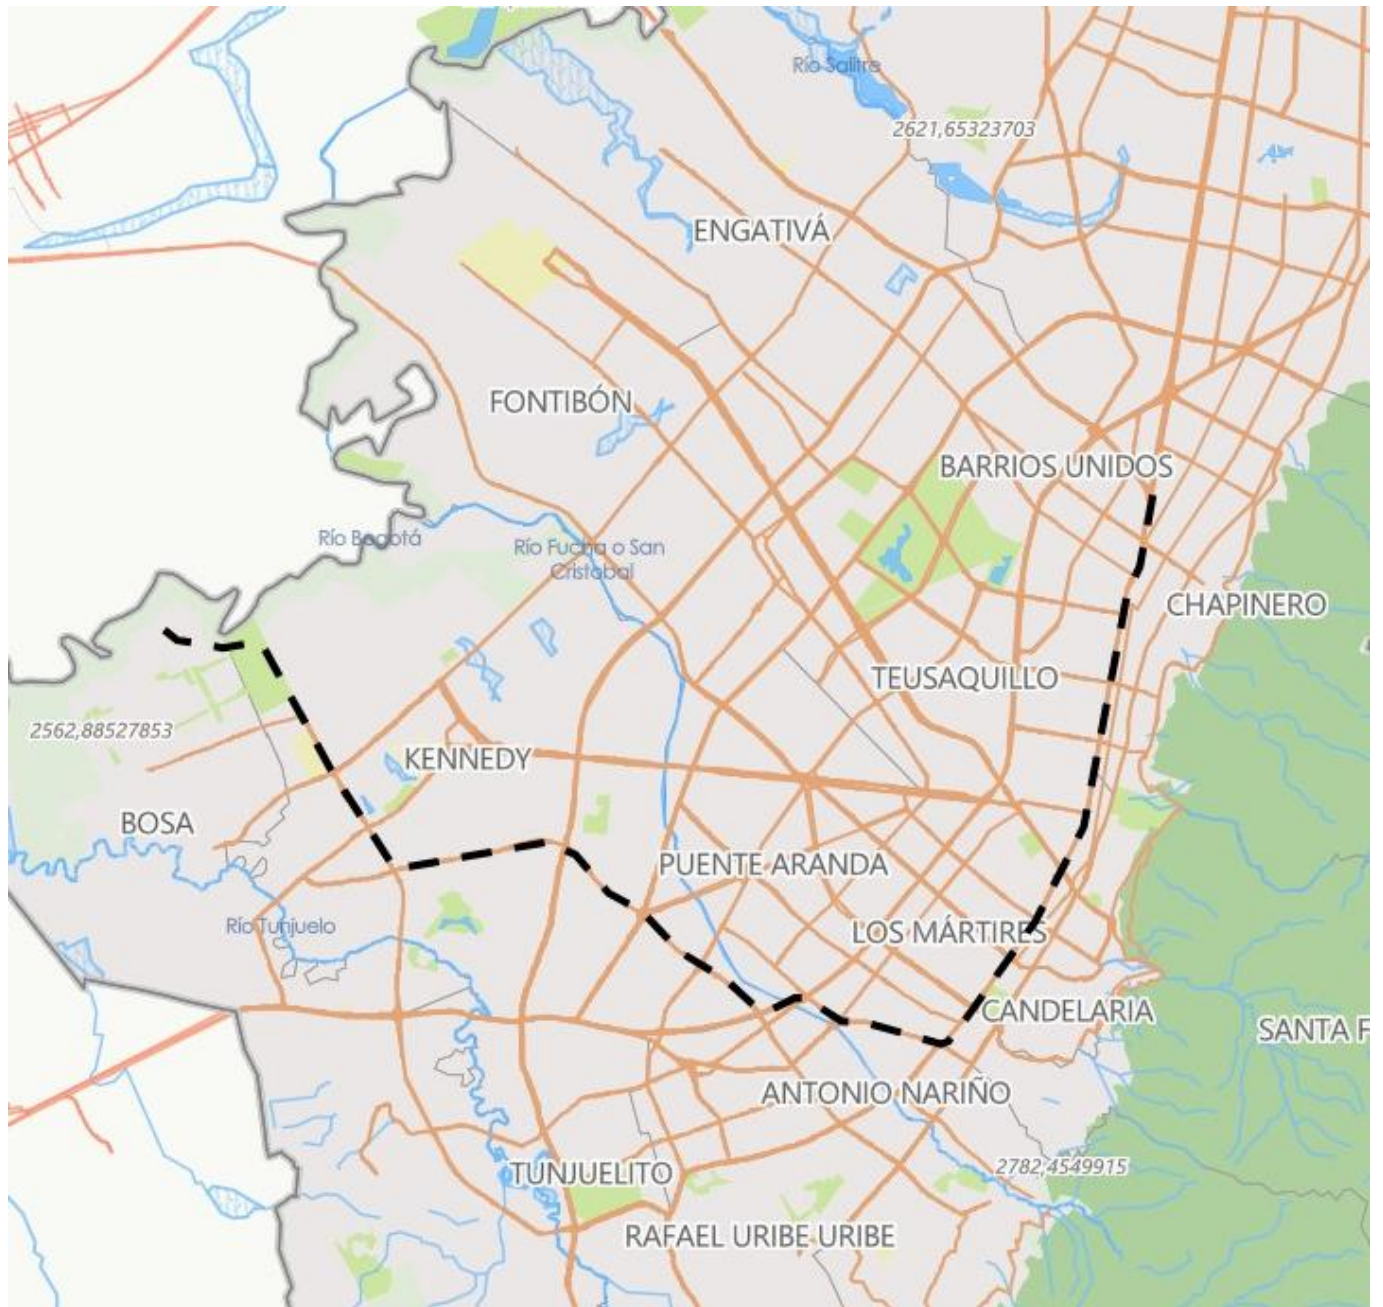 Río Salitre
2621,65323703
ENGATIVÁ
FONTIBÓN
BARRIOS UNIDOS
Río Bogotá
Río Fucha o San
Cristobal
CHAPINERO
TEUSAQUILLO
2562,88527853
KENNEDY
BOSA
PUENTE ARANDA
Río Tunjuelo
LOS MÁRTIRES
CANDELARIA
SANTA F
ANTONIO NARIÑO
2782,4549915
TUNJUELITO
RAFAEL URIBE URIBE